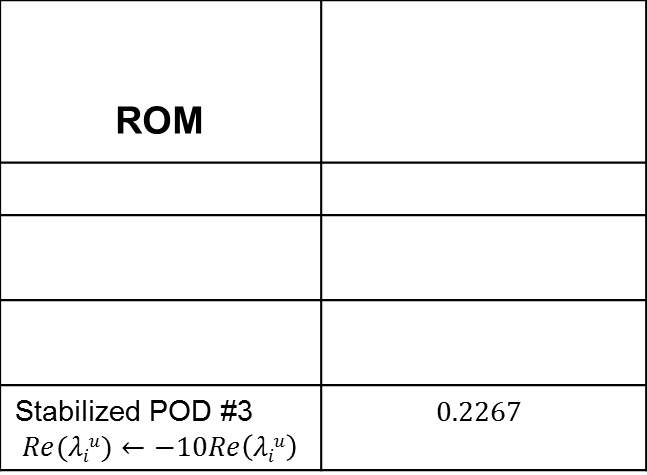 ROM
Stabilized POD #3 0.2267
Re(λᵢᵘ) ← −10Re(λᵢᵘ)